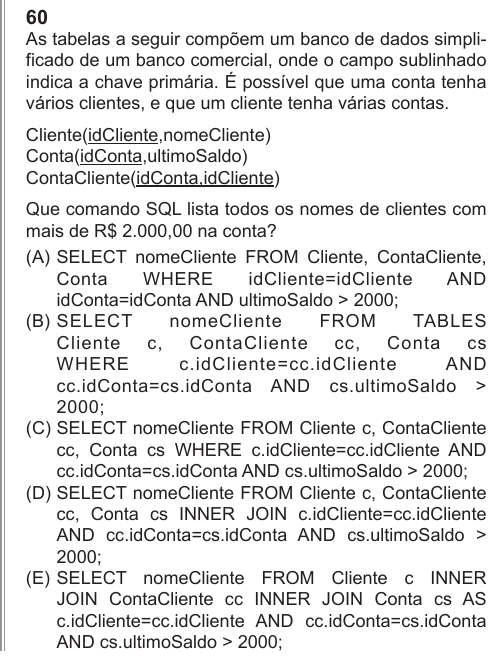 60
As tabelas a seguir compõem um banco de dados simpli-
ficado de um banco comercial, onde o campo sublinhado
indica a chave primária. É possível que uma conta tenha
vários clientes, e que um cliente tenha várias contas.
Cliente(idCliente,nomeCliente)
Conta(idConta,ultimoSaldo)
ContaCliente(idConta,idCliente)
Que comando SQL lista todos os nomes de clientes com
mais de R$ 2.000,00 na conta?
(A) SELECT nomeCliente FROM Cliente, ContaCliente,
Conta WHERE idCliente=idCliente AND
idConta=idConta AND ultimoSaldo > 2000;
(B) SELECT nomeCliente FROM TABLES
Cliente c, ContaCliente cc, Conta cs
WHERE c.idCliente=cc.idCliente AND
cc.idConta=cs.idConta AND cs.ultimoSaldo >
2000;
(C) SELECT nomeCliente FROM Cliente c, ContaCliente
cc, Conta cs WHERE c.idCliente=cc.idCliente AND
cc.idConta=cs.idConta AND cs.ultimoSaldo > 2000;
(D) SELECT nomeCliente FROM Cliente c, ContaCliente
cc, Conta cs INNER JOIN c.idCliente=cc.idCliente
AND cc.idConta=cs.idConta AND cs.ultimoSaldo >
2000;
(E) SELECT nomeCliente FROM Cliente c INNER
JOIN ContaCliente cc INNER JOIN Conta cs AS
c.idCliente=cc.idCliente AND cc.idConta=cs.idConta
AND cs.ultimoSaldo > 2000;